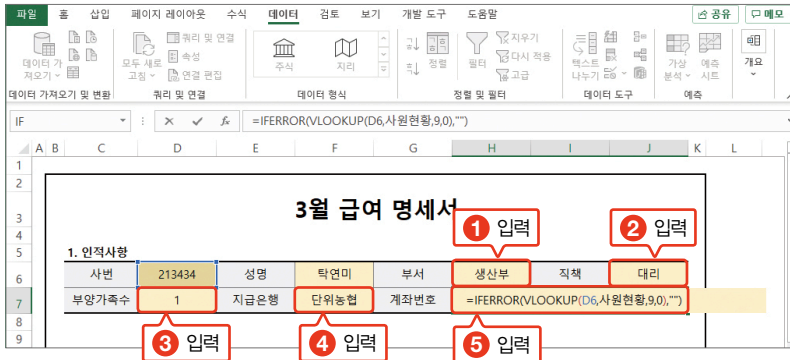 파일 홈 삽입 페이지 레이아웃 수식 데이터 검토 보기 개발 도구 도움말 공유 메모
데이터 가져오기 모두 새로 고침 쿼리 및 연결 속성 연결 편집 주식 지리 정렬 필터 지우기 다시 적용 고급 텍스트 나누기 가상 분석 예측 시트 개요
데이터 가져오기 및 변환 쿼리 및 연결 데이터 형식 정렬 및 필터 데이터 도구 예측
IF fx =IFERROR(VLOOKUP(D6,사원현황,9,0),"")
A B C D E F G H I J K L
1
2
3 3월 급여 명세서
1 입력 2 입력
4
5 1. 인적사항
6 사번 213434 성명 탁연미 부서 생산부 직책 대리
7 부양가족수 1 지급은행 단위농협 계좌번호 =IFERROR(VLOOKUP(D6,사원현황,9,0),"")
8
3 입력 4 입력 5 입력
9